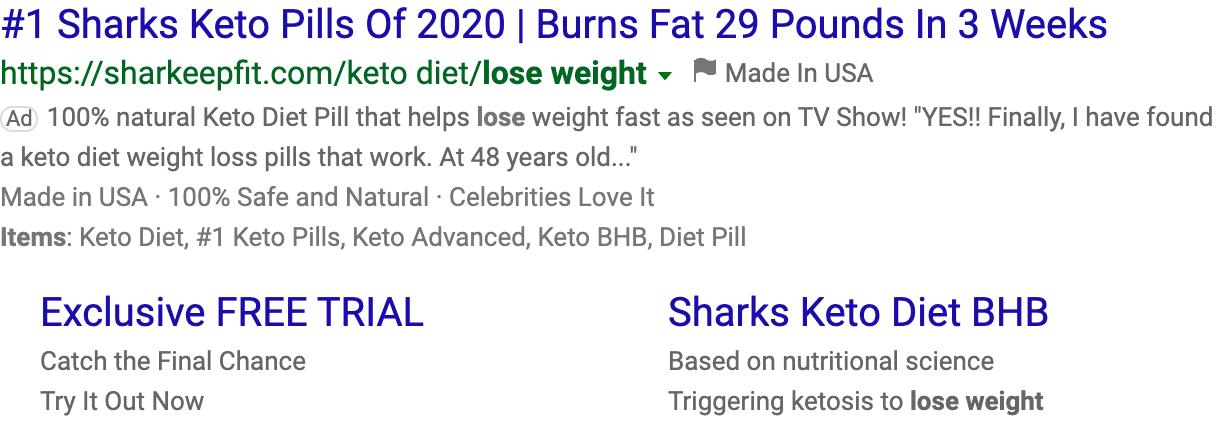 #1 Sharks Keto Pills Of 2020 | Burns Fat 29 Pounds In 3 Weeks
https://sharkeepfit.com/keto diet/lose weight Made In USA
Ad 100% natural Keto Diet Pill that helps lose weight fast as seen on TV Show! "YES!! Finally, I have found
a keto diet weight loss pills that work. At 48 years old..."
Made in USA · 100% Safe and Natural · Celebrities Love It
Items: Keto Diet, #1 Keto Pills, Keto Advanced, Keto BHB, Diet Pill
Exclusive FREE TRIAL
Catch the Final Chance
Try It Out Now
Sharks Keto Diet BHB
Based on nutritional science
Triggering ketosis to lose weight